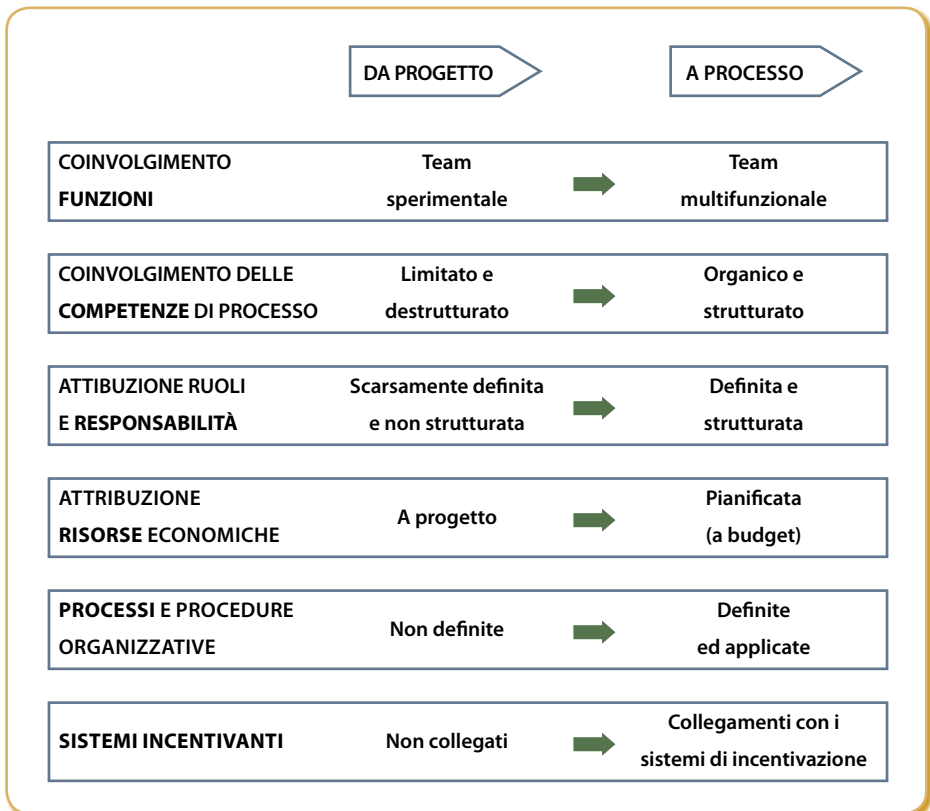 DA PROGETTO
A PROCESSO
COINVOLGIMENTO
FUNZIONI
Team
sperimentale
Team
multifunzionale
COINVOLGIMENTO DELLE
COMPETENZE DI PROCESSO
Limitato e
destrutturato
Organico e
strutturato
ATTIBUZIONE RUOLI
E RESPONSABILITÀ
Scarsamente definita
e non strutturata
Definita e
strutturata
ATTRIBUZIONE
RISORSE ECONOMICHE
A progetto
Pianificata
(a budget)
PROCESSI E PROCEDURE
ORGANIZZATIVE
Non definite
Definite
ed applicate
SISTEMI INCENTIVANTI
Non collegati
Collegamenti con i
sistemi di incentivazione